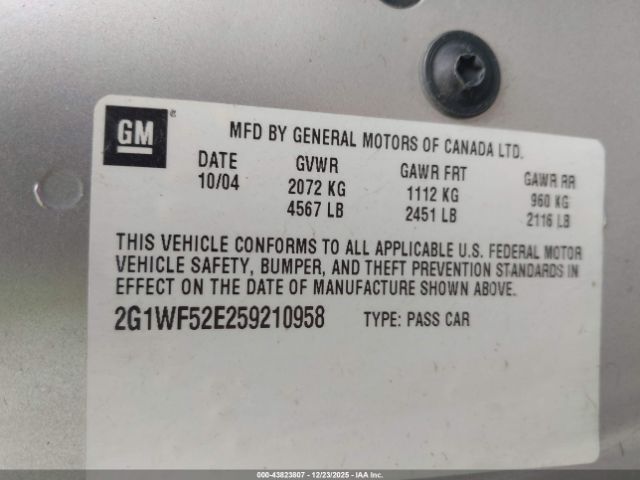 GM ®
MFD BY GENERAL MOTORS OF CANADA LTD.
DATE GVWR GAWR FRT GAWR RR
10/04 2072 KG 1112 KG 960 KG
4567 LB 2451 LB 2116 LB
THIS VEHICLE CONFORMS TO ALL APPLICABLE U.S. FEDERAL MOTOR
VEHICLE SAFETY, BUMPER, AND THEFT PREVENTION STANDARDS IN
EFFECT ON THE DATE OF MANUFACTURE SHOWN ABOVE.
2G1WF52E259210958 TYPE: PASS CAR
000-43823807 - 12/23/2025 - IAA Inc.